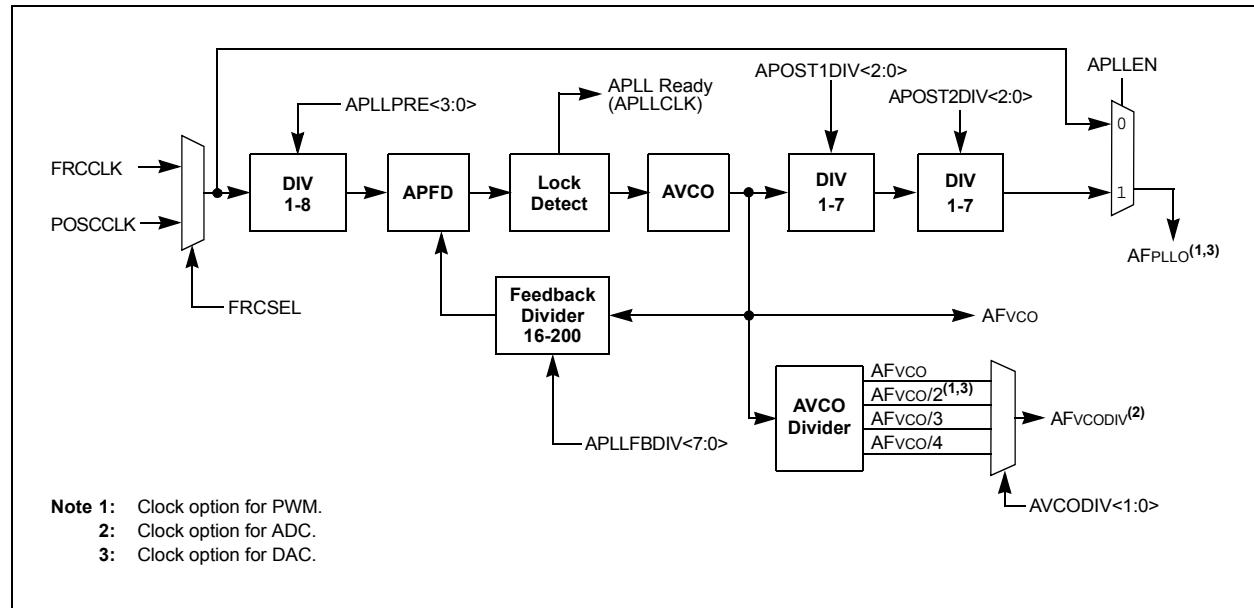 APOST1DIV<2:0>
APLLEN
APLL Ready
(APLLCLK)
APOST2DIV<2:0>
APLLPRE<3:0>
0
FRCCLK
DIV
1-8
APFD
Lock
Detect
AVCO
DIV
1-7
DIV
1-7
1
POSCCLK
AFPLLO(1,3)
FRCSEL
Feedback
Divider
16-200
AFVCO
AVCO
Divider
AFVCO
AFVCO/2(1,3)
AFVCO/3
AFVCO/4
AFVCODIV(2)
APLLFBDIV<7:0>
AVCODIV<1:0>
Note 1: Clock option for PWM.
2: Clock option for ADC.
3: Clock option for DAC.